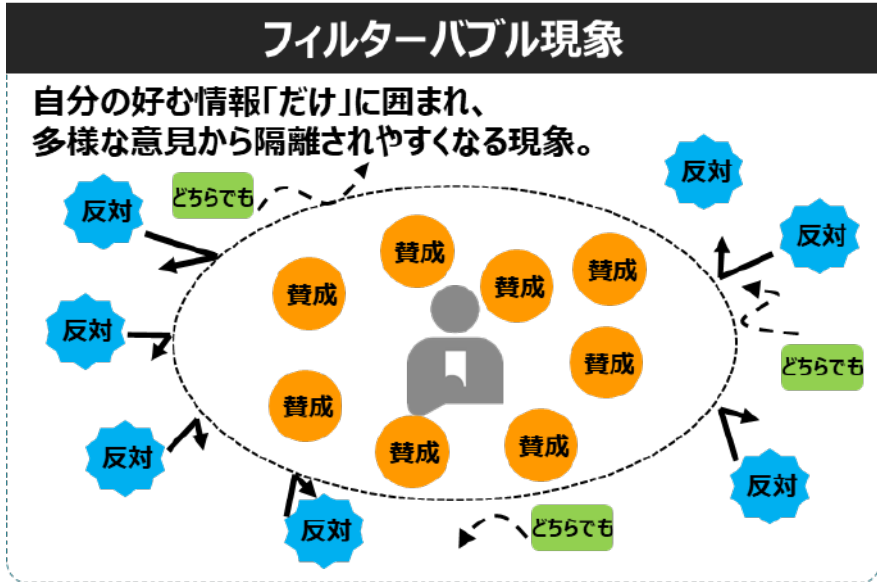 フィルターバブル現象
自分の好む情報「だけ」に囲まれ、
多様な意見から隔離されやすくなる現象。
反対
どちらでも
反対
反対
賛成
賛成
賛成
賛成
反対
賛成
どちらでも
賛成
反対
賛成
賛成
反対
反対
どちらでも